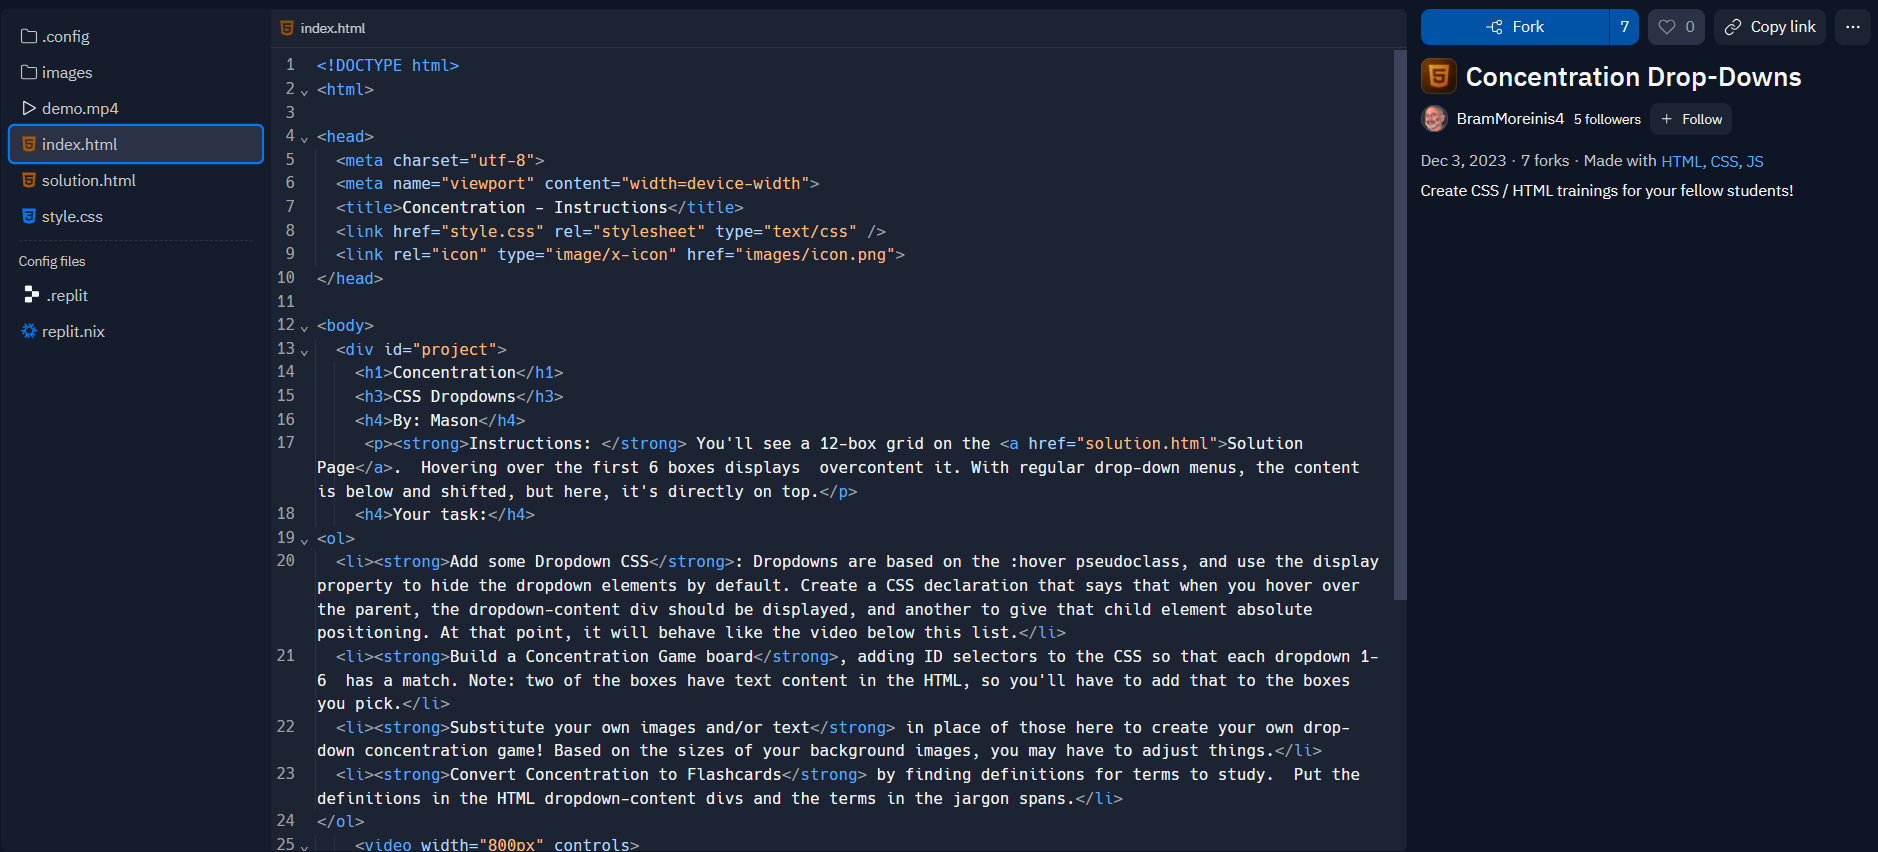 .config
images
demo.mp4
index.html
solution.html
style.css
Config files
.replit
replit.nix
index.html
1 <!DOCTYPE html>
2 <html>
3
4 <head>
5 <meta charset="utf-8">
6 <meta name="viewport" content="width=device-width">
7 <title>Concentration - Instructions</title>
8 <link href="style.css" rel="stylesheet" type="text/css" />
9 <link rel="icon" type="image/x-icon" href="images/icon.png">
10 </head>
11
12 <body>
13 <div id="project">
14 <h1>Concentration</h1>
15 <h3>CSS Dropdowns</h3>
16 <h4>By: Mason</h4>
17 <p><strong>Instructions: </strong> You'll see a 12-box grid on the <a href="solution.html">Solution
Page</a>.  Hovering over the first 6 boxes displays  overcontent it. With regular drop-down menus, the content
is below and shifted, but here, it's directly on top.</p>
18 <h4>Your task:</h4>
19 <ol>
20 <li><strong>Add some Dropdown CSS</strong>: Dropdowns are based on the :hover pseudoclass, and use the display
property to hide the dropdown elements by default. Create a CSS declaration that says that when you hover over
the parent, the dropdown-content div should be displayed, and another to give that child element absolute
positioning. At that point, it will behave like the video below this list.</li>
21 <li><strong>Build a Concentration Game board</strong>, adding ID selectors to the CSS so that each dropdown 1-
6  has a match. Note: two of the boxes have text content in the HTML, so you'll have to add that to the boxes
you pick.</li>
22 <li><strong>Substitute your own images and/or text</strong> in place of those here to create your own drop-
down concentration game! Based on the sizes of your background images, you may have to adjust things.</li>
23 <li><strong>Convert Concentration to Flashcards</strong> by finding definitions for terms to study.  Put the
definitions in the HTML dropdown-content divs and the terms in the jargon spans.</li>
24 </ol>
25 <video width="800px" controls>
Fork 7 0 Copy link ...
Concentration Drop-Downs
BramMoreinis4 5 followers + Follow
Dec 3, 2023 · 7 forks · Made with HTML, CSS, JS
Create CSS / HTML trainings for your fellow students!